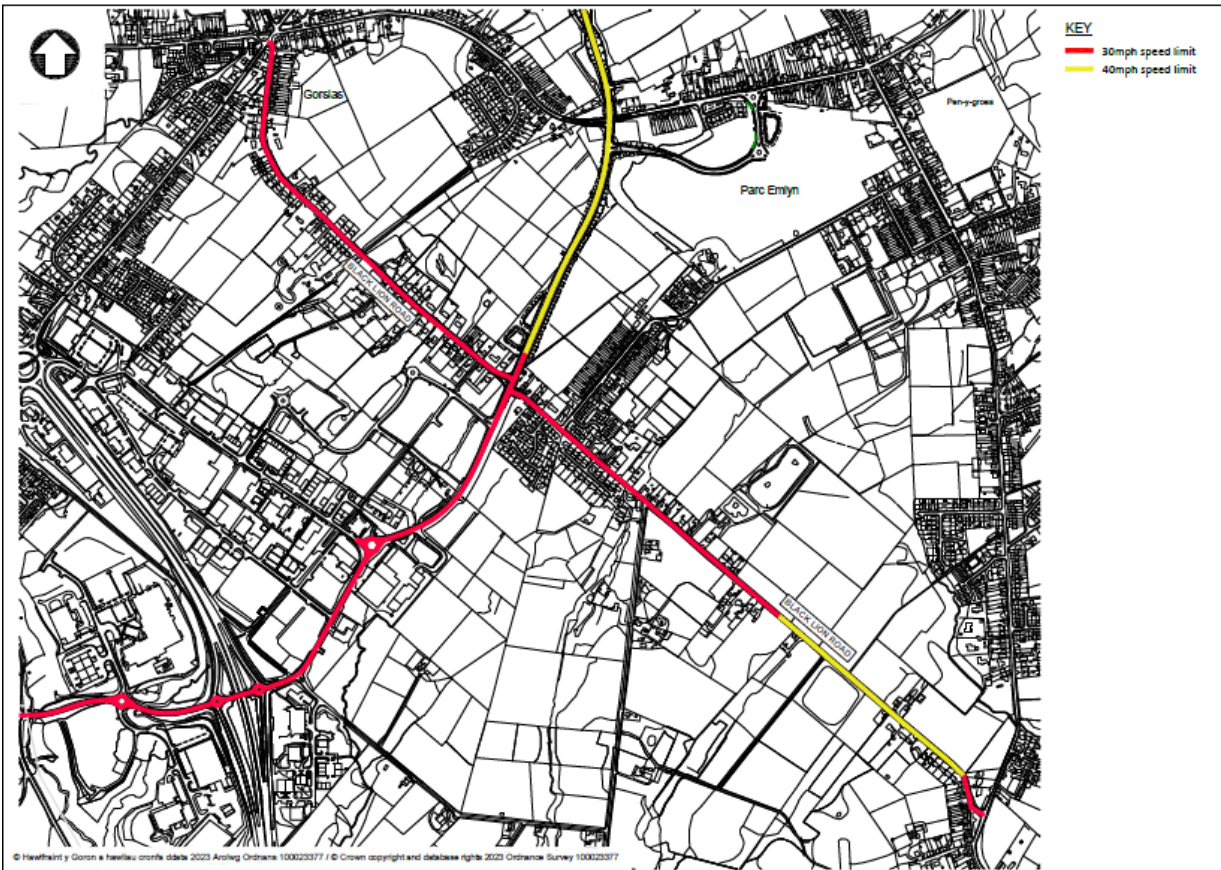 KEY
30mph speed limit
40mph speed limit
Gorslas
Pen-y-groes
Parc Emlyn
BLACK LION ROAD
BLACK LION ROAD
© Hawlfraint y Goron a hawliau cronfa ddata 2023 Arolwg Ordnans 100023377 / © Crown copyright and database rights 2023 Ordnance Survey 100023377